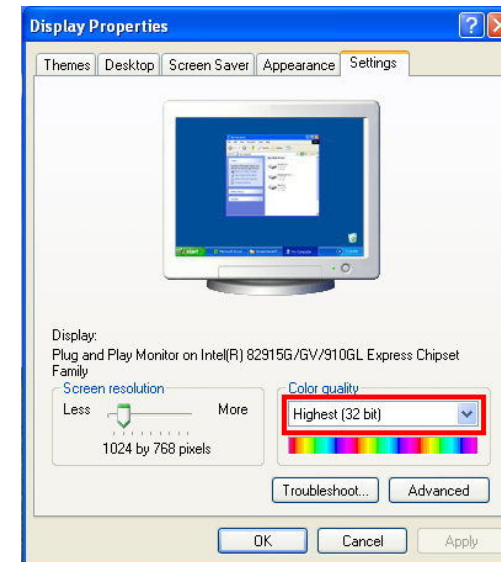 Display Properties
Themes Desktop Screen Saver Appearance Settings
Display:
Plug and Play Monitor on Intel(R) 82915G/GV/910GL Express Chipset
Family
Screen resolution
Less More
1024 by 768 pixels
Color quality
Highest (32 bit)
Troubleshoot... Advanced
OK Cancel Apply